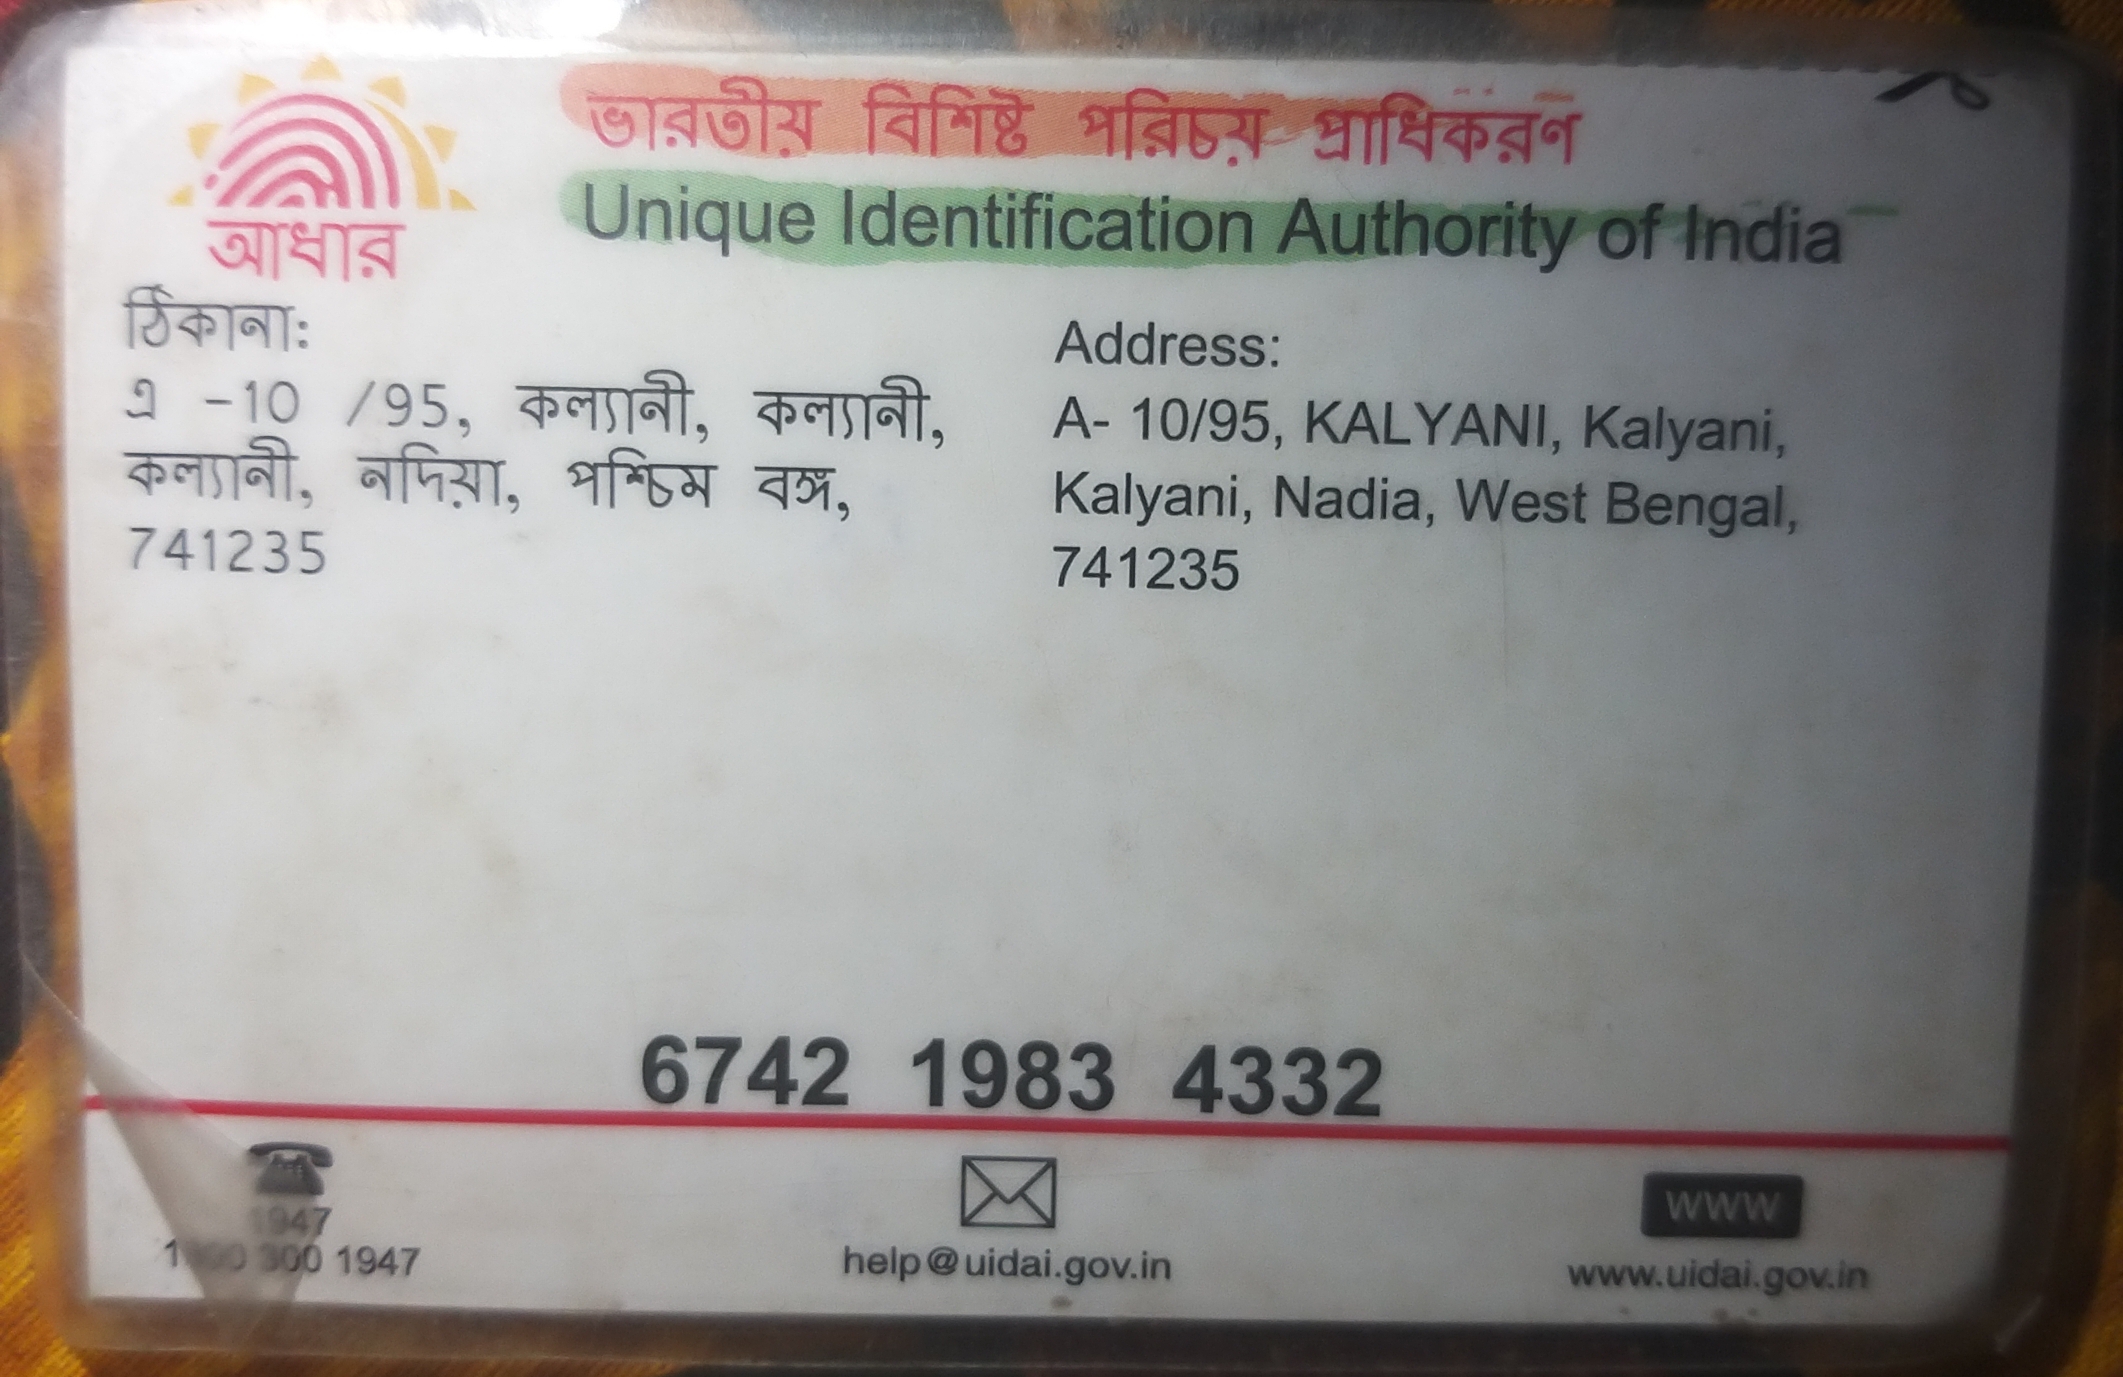 ভারতীয় বিশিষ্ট পরিচয় প্রাধিকরণ
Unique Identification Authority of India
আধার
ঠিকানা:
এ -10 /95, কল্যানী, কল্যানী,
কল্যানী, নদিয়া, পশ্চিম বঙ্গ,
741235
Address:
A- 10/95, KALYANI, Kalyani,
Kalyani, Nadia, West Bengal,
741235
6742 1983 4332
1947
300 1947
help@uidai.gov.in
www
www.uidai.gov.in